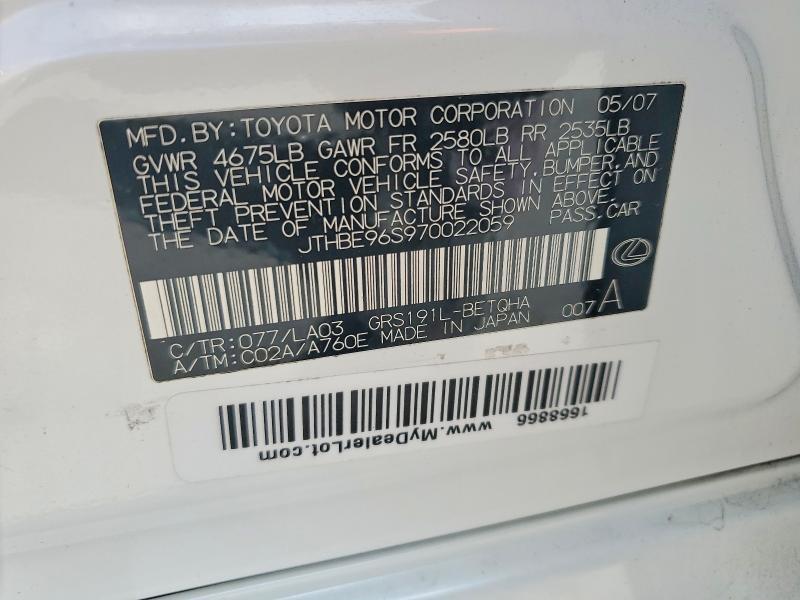 MFD. BY: TOYOTA MOTOR CORPORATION 05/07
GVWR 4675LB GAWR FR 2580LB RR 2535LB
THIS VEHICLE CONFORMS TO ALL APPLICABLE
FEDERAL MOTOR VEHICLE SAFETY, BUMPER, AND
THEFT PREVENTION STANDARDS IN EFFECT ON
THE DATE OF MANUFACTURE SHOWN ABOVE.
JTHBE96S970022059 PASS. CAR
C/TR: 077/LA03 GRS191L-BETQHA 007A
A/TM: C02A/A760E MADE IN JAPAN
1668866
www.MyDealerLot.com